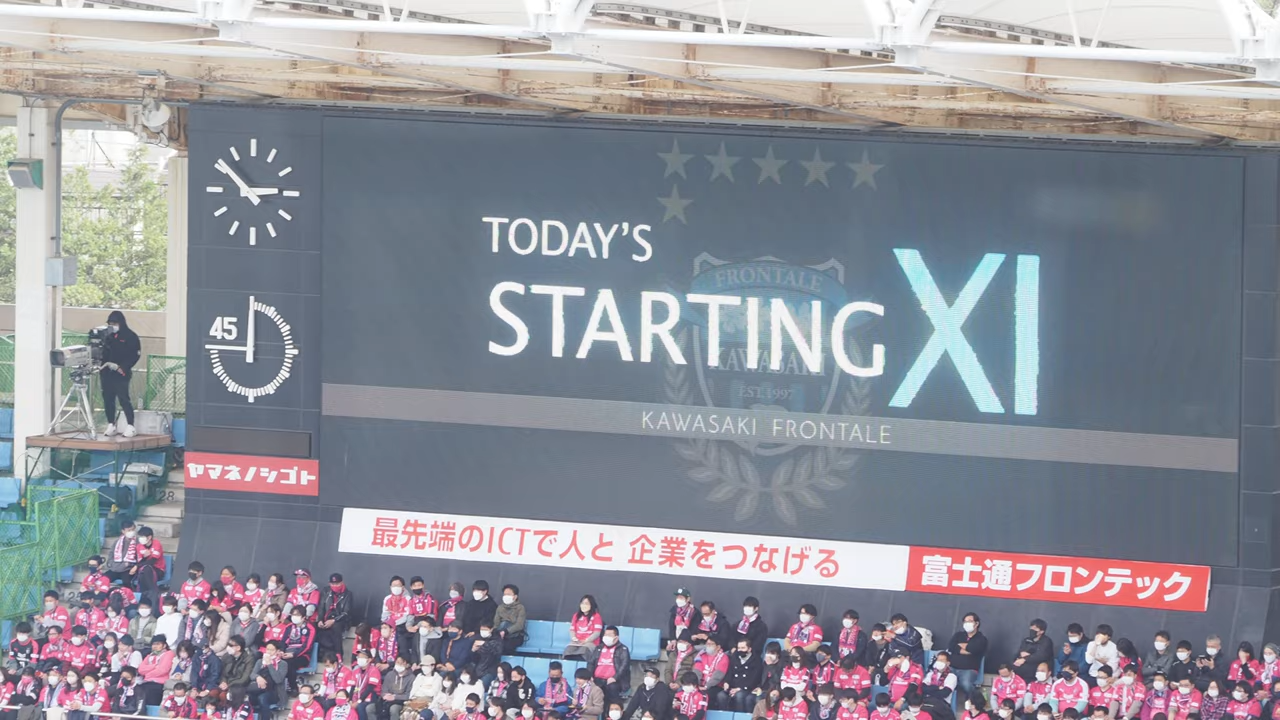 TODAY'S
STARTING XI
FRONTALE
KAWASAKI
EST.1997
KAWASAKI FRONTALE
45
ヤマネノシゴト
28
最先端のICTで人と 企業をつなげる
富士通フロンテック